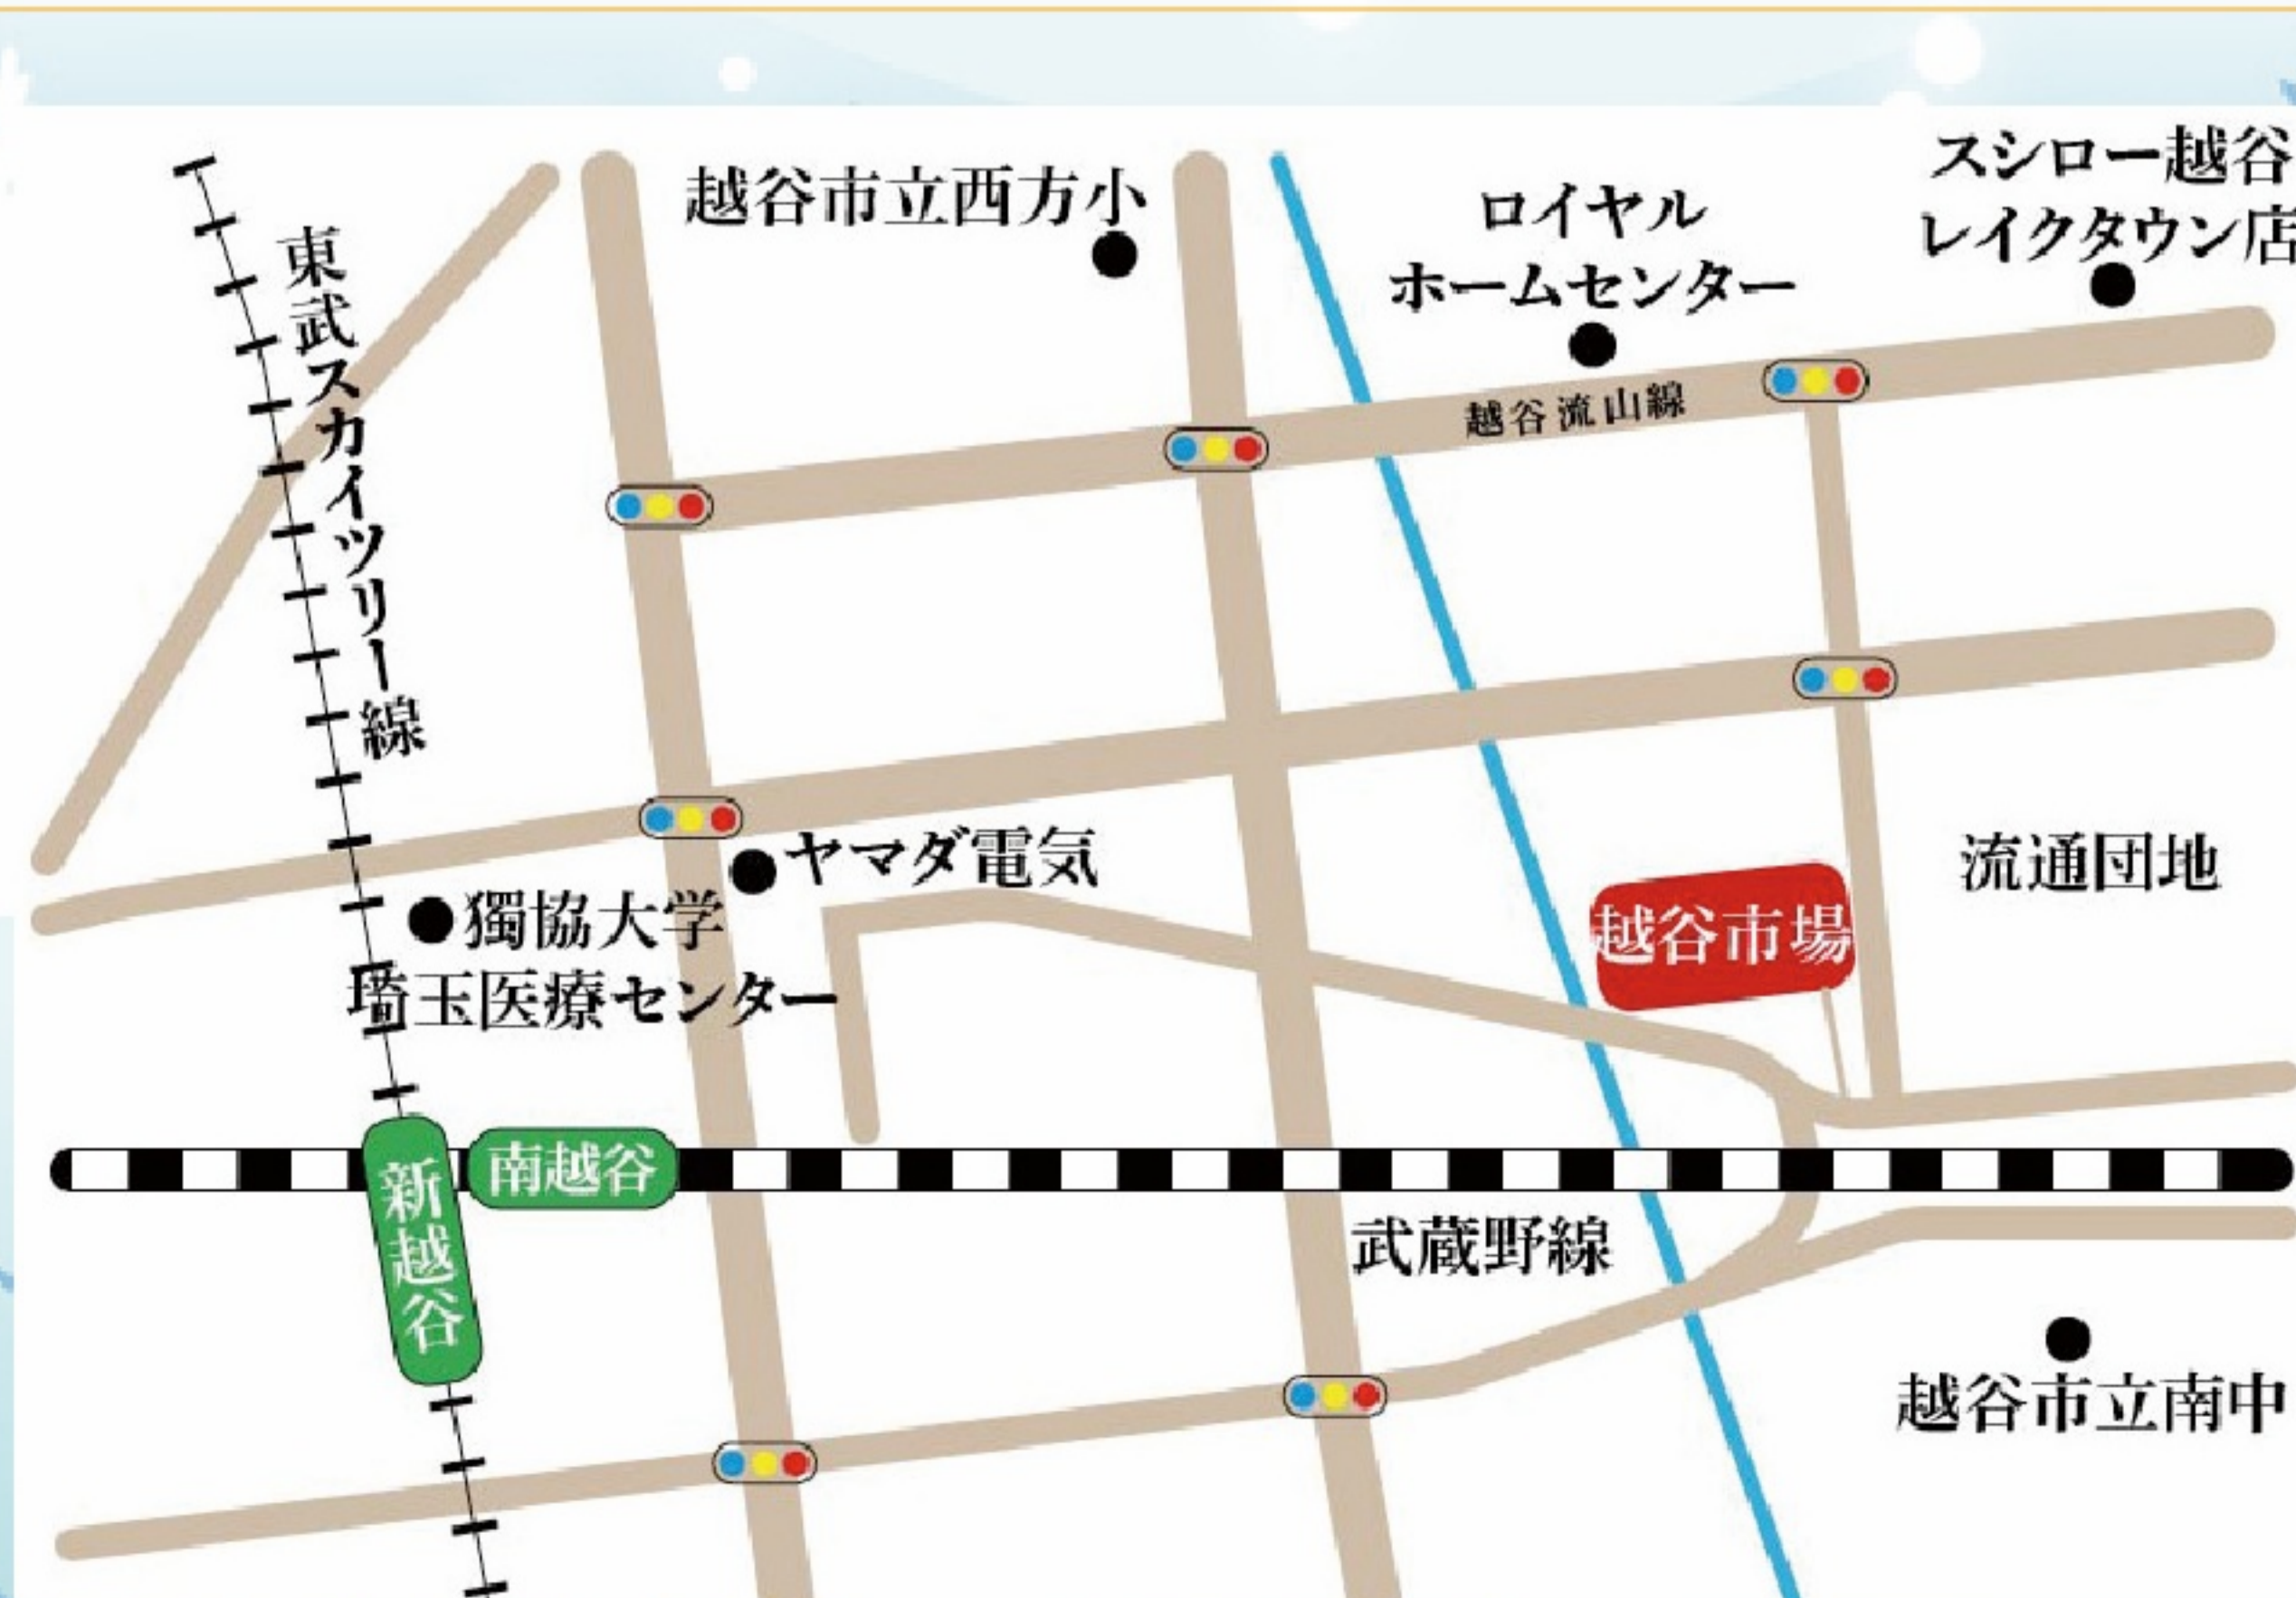 越谷市立西方小
ロイヤル
ホームセンター
スシロー越谷
レイクタウン店
東武スカイツリー線
越谷流山線
ヤマダ電気
獨協大学
埼玉医療センター
越谷市場
流通団地
南越谷
新越谷
武蔵野線
越谷市立南中